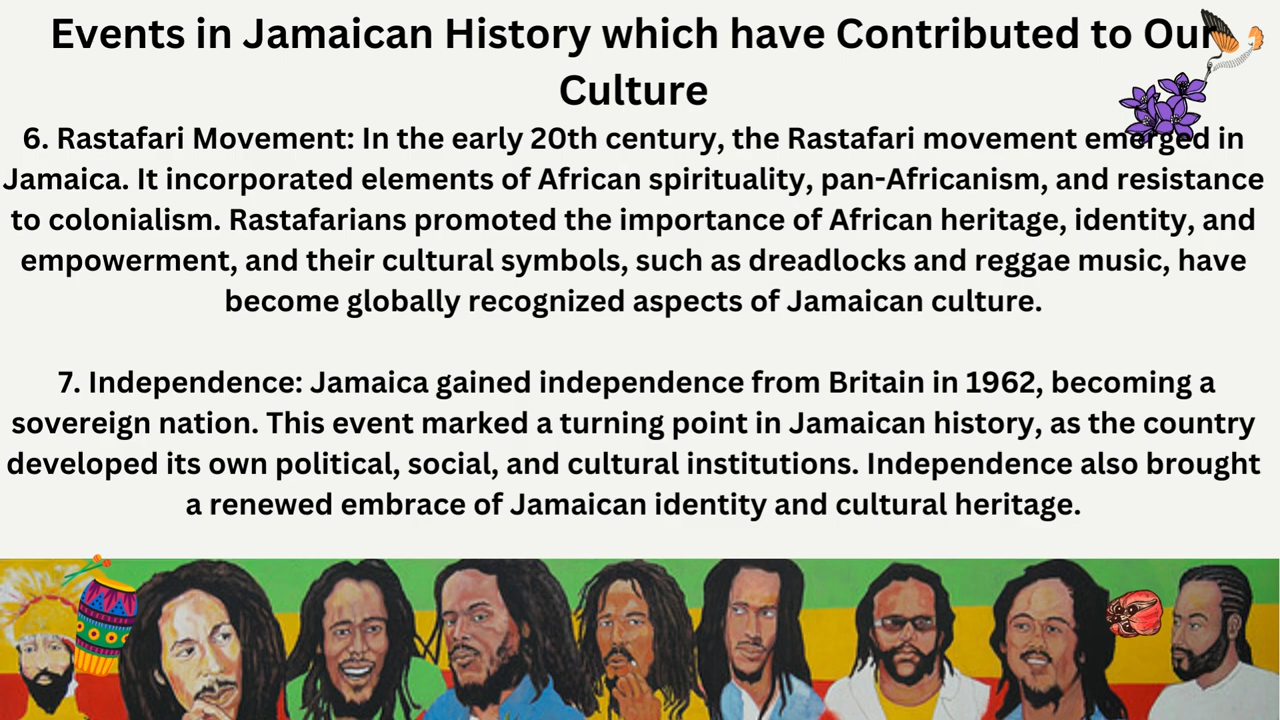 Events in Jamaican History which have Contributed to Our
Culture
6. Rastafari Movement: In the early 20th century, the Rastafari movement emerged in
Jamaica. It incorporated elements of African spirituality, pan-Africanism, and resistance
to colonialism. Rastafarians promoted the importance of African heritage, identity, and
empowerment, and their cultural symbols, such as dreadlocks and reggae music, have
become globally recognized aspects of Jamaican culture.
7. Independence: Jamaica gained independence from Britain in 1962, becoming a
sovereign nation. This event marked a turning point in Jamaican history, as the country
developed its own political, social, and cultural institutions. Independence also brought
a renewed embrace of Jamaican identity and cultural heritage.